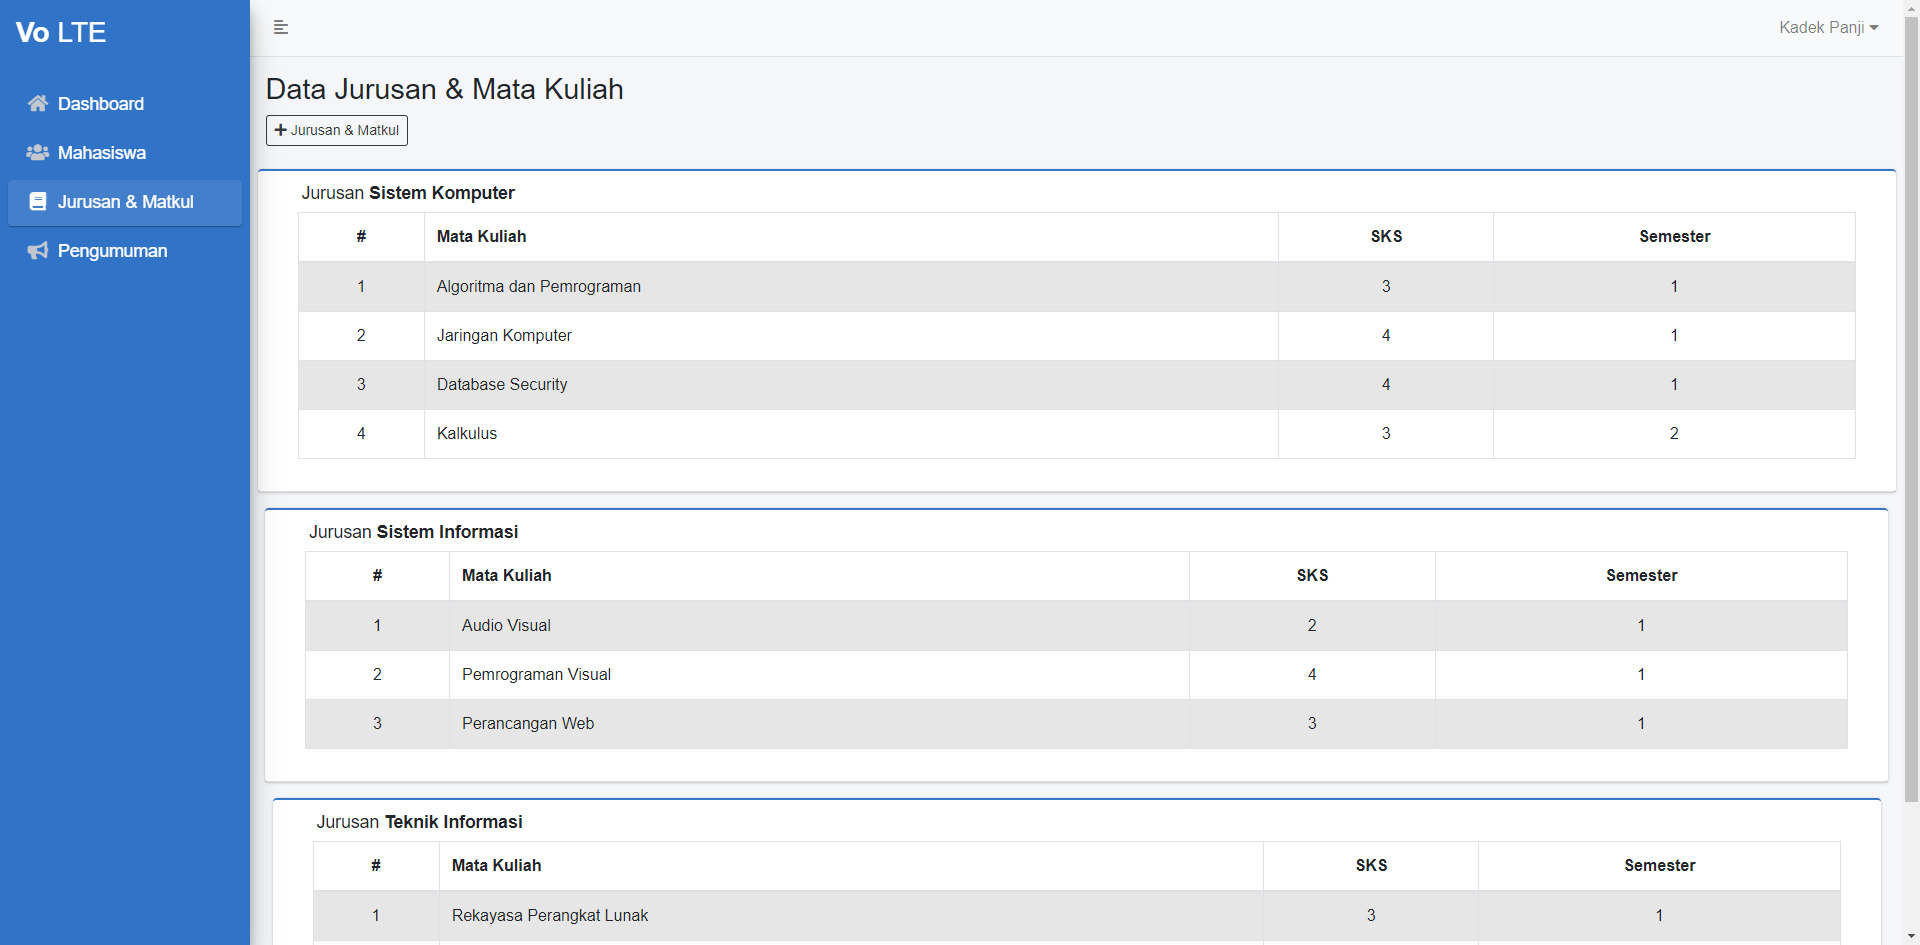 Vo LTE
Kadek Panji
Dashboard
Mahasiswa
Jurusan & Matkul
Pengumuman
Data Jurusan & Mata Kuliah
Jurusan & Matkul
Jurusan Sistem Komputer
# Mata Kuliah SKS Semester
1 Algoritma dan Pemrograman 3 1
2 Jaringan Komputer 4 1
3 Database Security 4 1
4 Kalkulus 3 2
Jurusan Sistem Informasi
# Mata Kuliah SKS Semester
1 Audio Visual 2 1
2 Pemrograman Visual 4 1
3 Perancangan Web 3 1
Jurusan Teknik Informasi
# Mata Kuliah SKS Semester
1 Rekayasa Perangkat Lunak 3 1